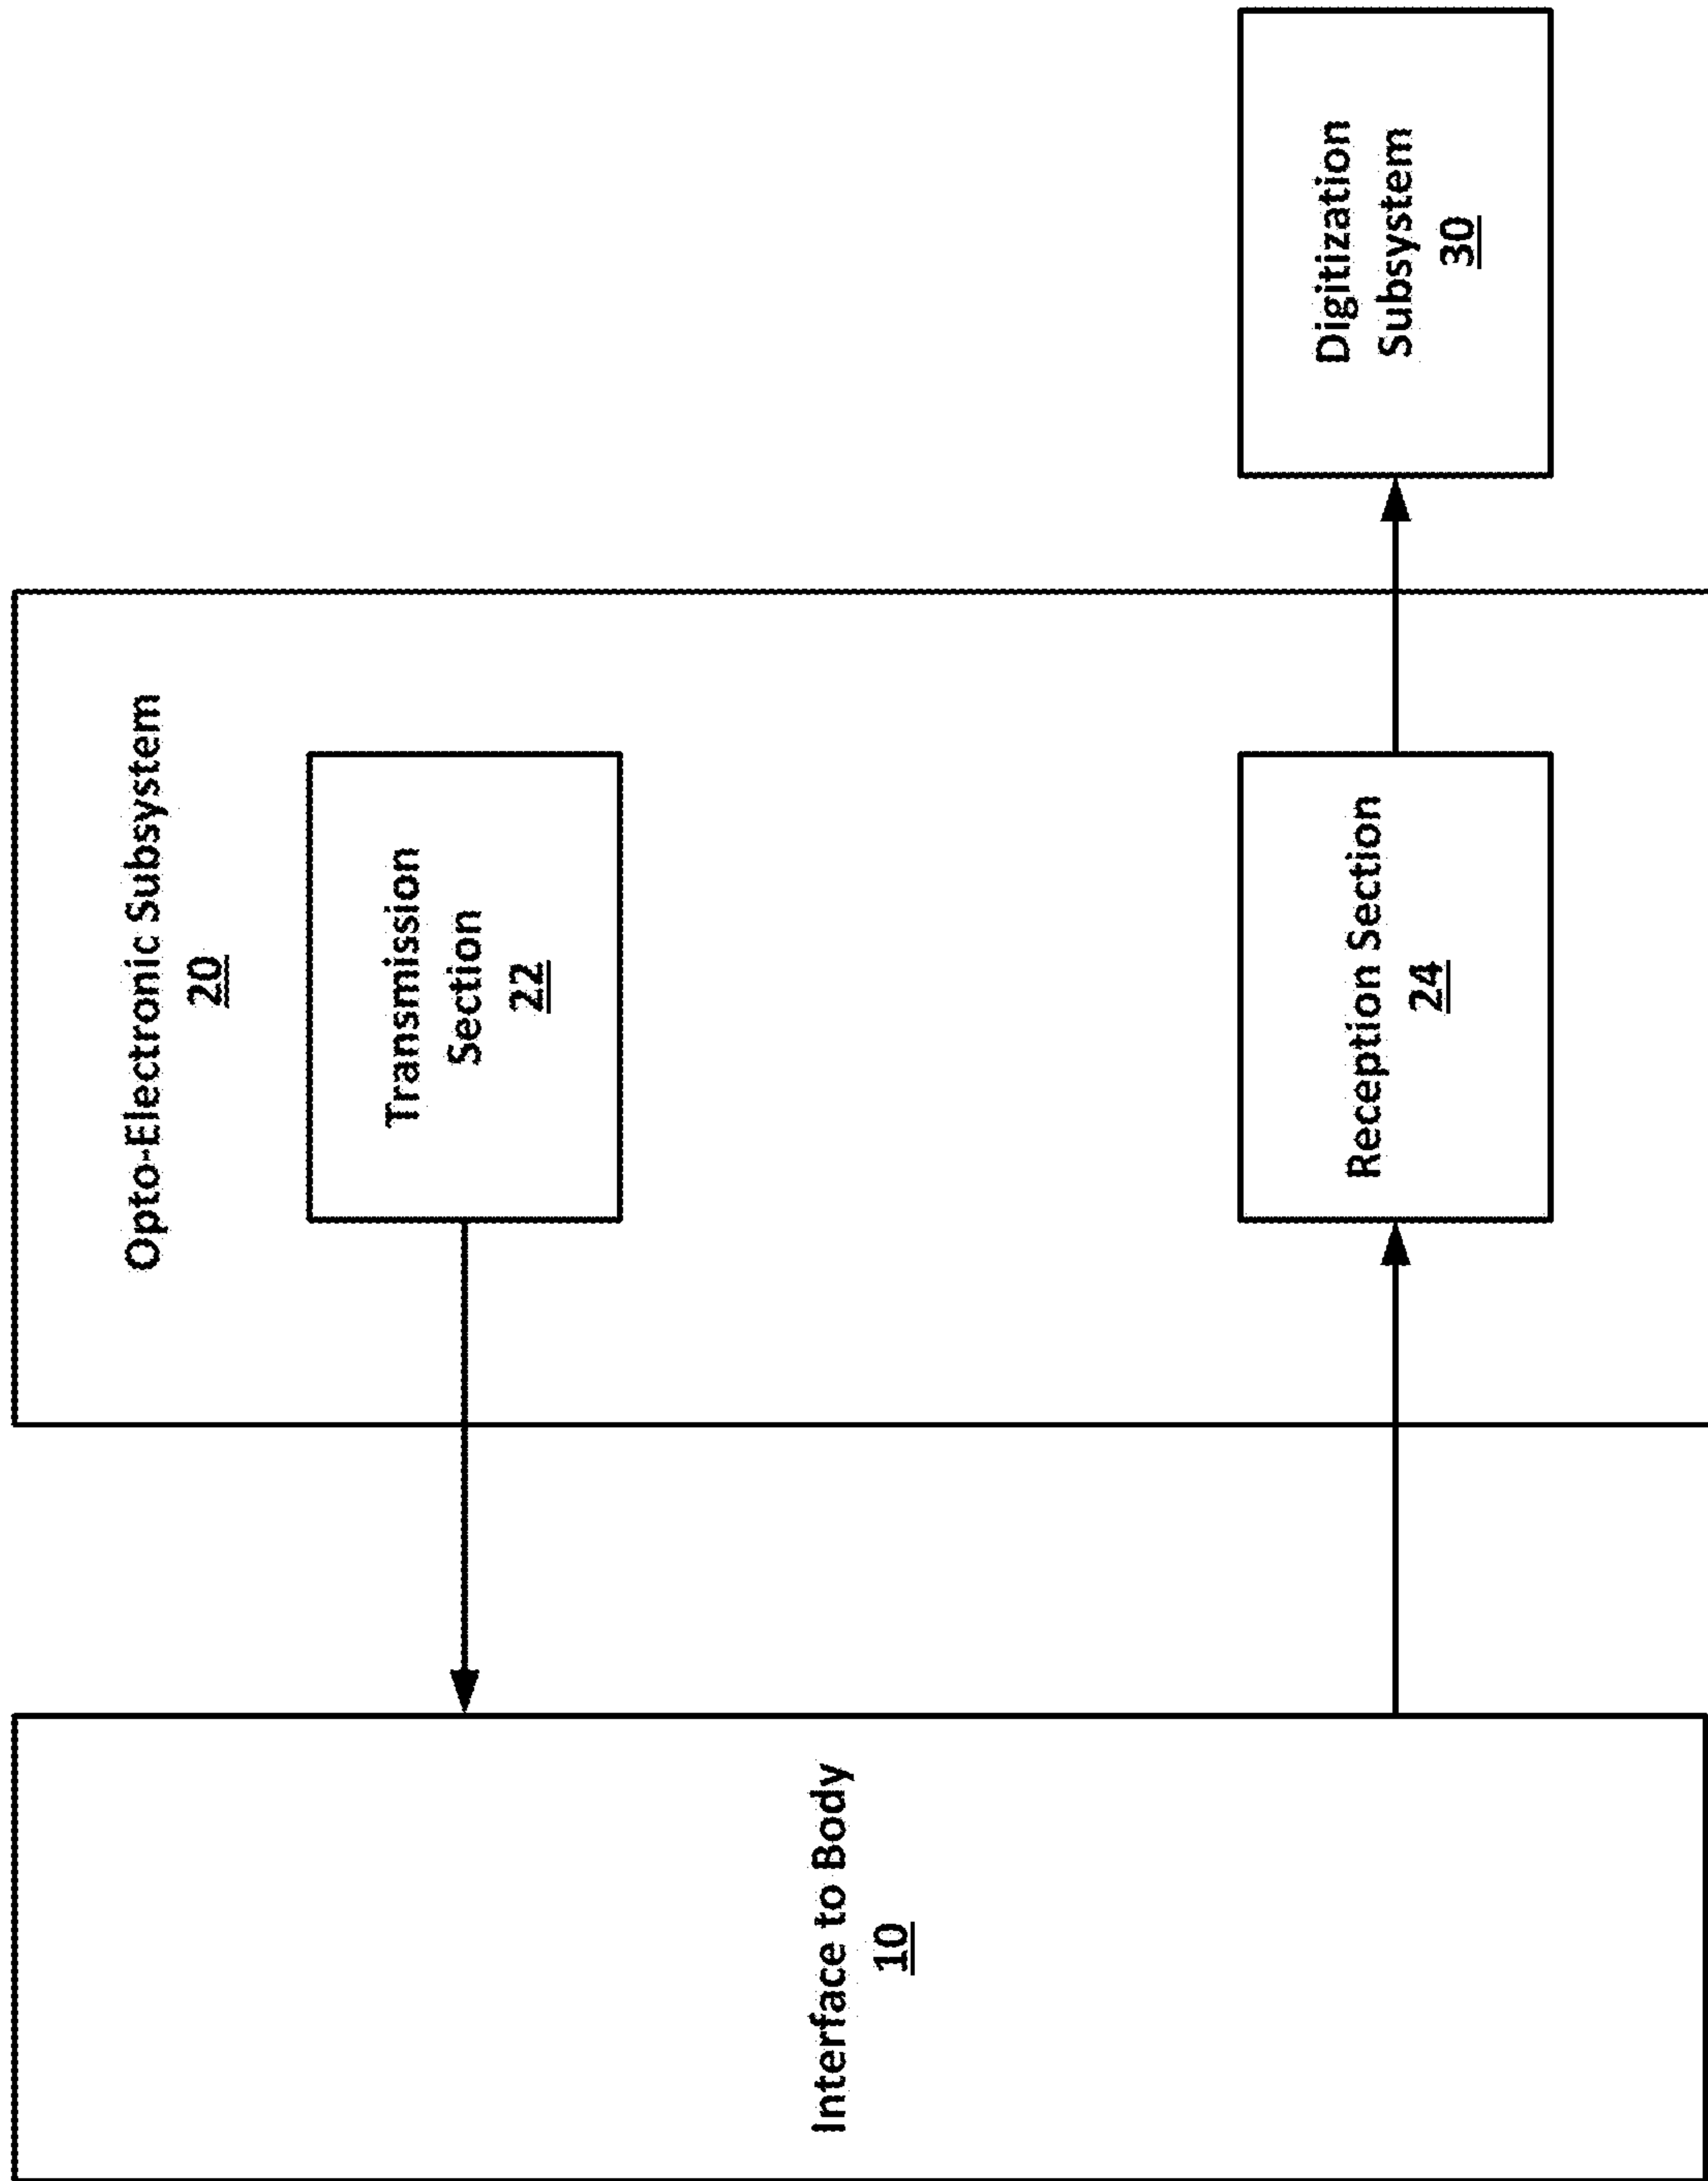 Interface to Body
10
Opto-Electronic Subsystem
20
Transmission
Section
22
Reception Section
24
Digitization
Subsystem
30